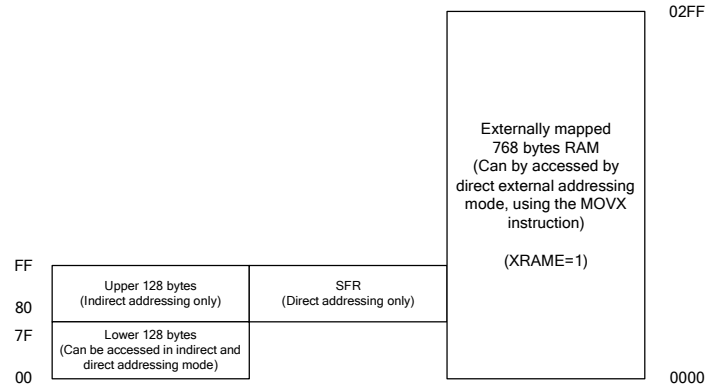 02FF
Externally mapped
768 bytes RAM
(Can by accessed by
direct external addressing
mode, using the MOVX
instruction)
(XRAME=1)
FF
Upper 128 bytes
(Indirect addressing only)
SFR
(Direct addressing only)
80
7F
Lower 128 bytes
(Can be accessed in indirect and
direct addressing mode)
00
0000